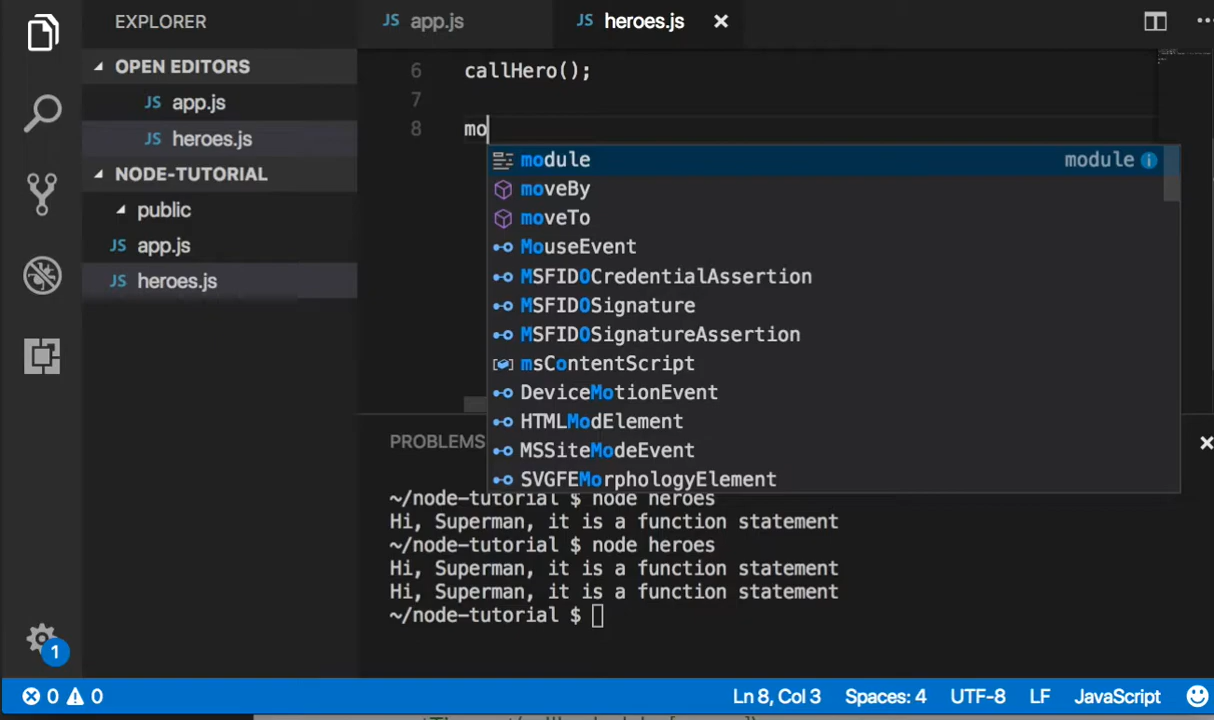 EXPLORER
OPEN EDITORS
JS app.js
JS heroes.js
NODE-TUTORIAL
public
JS app.js
JS heroes.js
1
JS app.js
JS heroes.js ×
6 callHero();
7
8 mo
module module
moveBy
moveTo
MouseEvent
MSFIDOCredentialAssertion
MSFIDOSignature
MSFIDOSignatureAssertion
msContentScript
DeviceMotionEvent
HTMLModElement
MSSiteModeEvent
SVGFEMorphologyElement
PROBLEMS
~/node-tutorial $ node heroes
Hi, Superman, it is a function statement
~/node-tutorial $ node heroes
Hi, Superman, it is a function statement
Hi, Superman, it is a function statement
~/node-tutorial $
0 0 Ln 8, Col 3 Spaces: 4 UTF-8 LF JavaScript